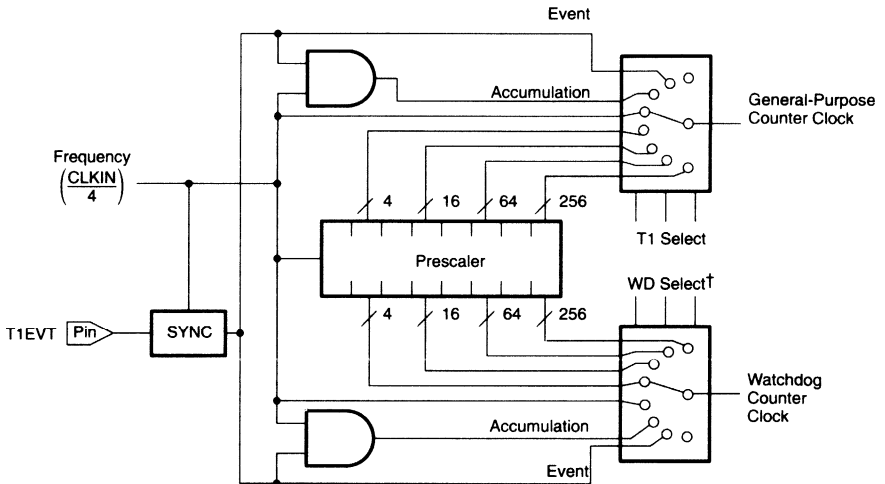 Event
Accumulation
General-Purpose
Counter Clock
Frequency
(CLKIN/4)
/ 4 / 16 / 64 / 256
T1 Select
Prescaler
WD Select†
/ 4 / 16 / 64 / 256
T1EVT Pin SYNC
Watchdog
Counter
Clock
Accumulation
Event